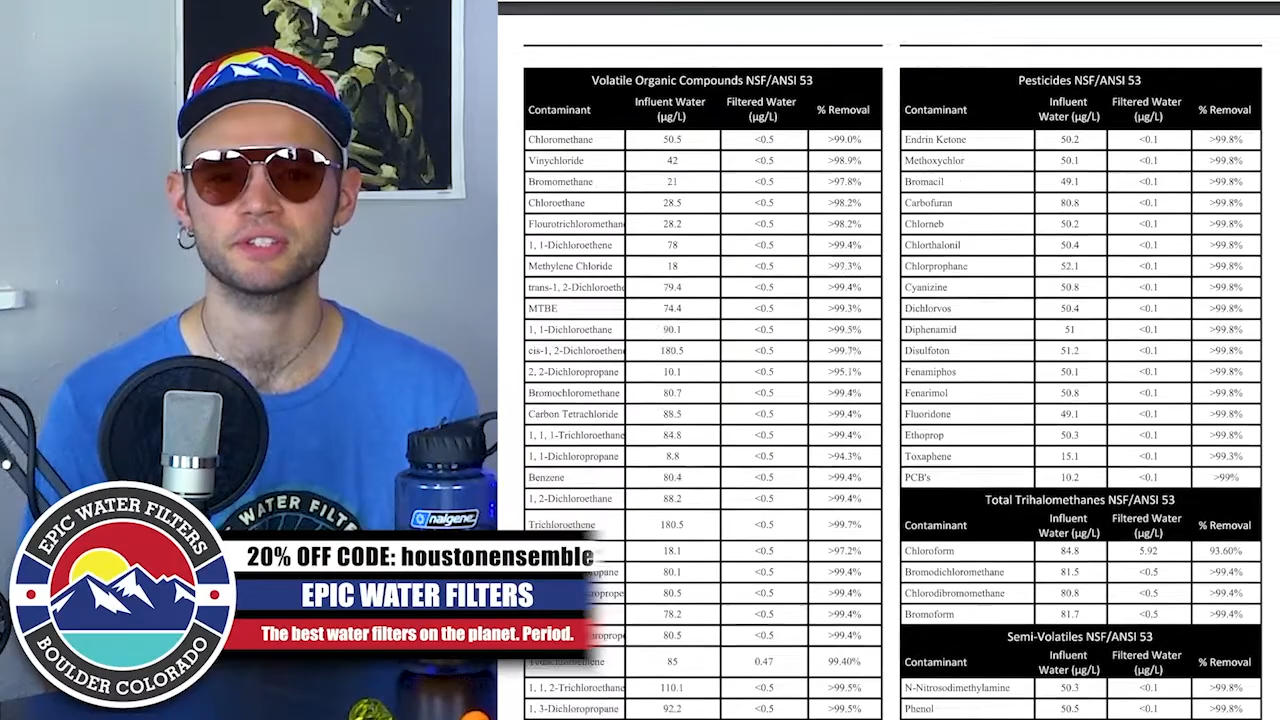 Volatile Organic Compounds NSF/ANSI 53
Contaminant Influent Water (µg/L) Filtered Water (µg/L) % Removal
Chloromethane 50.5 <0.5 >99.0%
Vinychloride 42 <0.5 >98.9%
Bromomethane 21 <0.5 >97.8%
Chloroethane 28.5 <0.5 >98.2%
Flourotrichloromethan 28.2 <0.5 >98.2%
1, 1-Dichloroethene 78 <0.5 >99.4%
Methylene Chloride 18 <0.5 >97.3%
trans-1, 2-Dichloroethe 79.4 <0.5 >99.4%
MTBE 74.4 <0.5 >99.3%
1, 1-Dichloroethane 90.1 <0.5 >99.5%
cis-1, 2-Dichloroethene 180.5 <0.5 >99.7%
2, 2-Dichloropropane 10.1 <0.5 >95.1%
Bromochloromethane 80.7 <0.5 >99.4%
Carbon Tetrachloride 88.5 <0.5 >99.4%
1, 1, 1-Trichloroethane 84.8 <0.5 >99.4%
1, 1-Dichloropropane 8.8 <0.5 >94.3%
Benzene 80.4 <0.5 >99.4%
1, 2-Dichloroethane 88.2 <0.5 >99.4%
Trichloroethene 180.5 <0.5 >99.7%
18.1 <0.5 >97.2%
80.1 <0.5 >99.4%
80.5 <0.5 >99.4%
78.2 <0.5 >99.4%
80.5 <0.5 >99.4%
85 0.47 99.40%
1, 1, 2-Trichloroethane 110.1 <0.5 >99.5%
1, 3-Dichloropropane 92.2 <0.5 >99.5%
Pesticides NSF/ANSI 53
Contaminant Influent Water (µg/L) Filtered Water (µg/L) % Removal
Endrin Ketone 50.2 <0.1 >99.8%
Methoxychlor 50.1 <0.1 >99.8%
Bromacil 49.1 <0.1 >99.8%
Carbofuran 80.8 <0.1 >99.8%
Chlorneb 50.2 <0.1 >99.8%
Chlorthalonil 50.4 <0.1 >99.8%
Chlorprophane 52.1 <0.1 >99.8%
Cyanizine 50.8 <0.1 >99.8%
Dichlorvos 50.4 <0.1 >99.8%
Diphenamid 51 <0.1 >99.8%
Disulfoton 51.2 <0.1 >99.8%
Fenamiphos 50.1 <0.1 >99.8%
Fenarimol 50.8 <0.1 >99.8%
Fluoridone 49.1 <0.1 >99.8%
Ethoprop 50.3 <0.1 >99.8%
Toxaphene 15.1 <0.1 >99.3%
PCB's 10.2 <0.1 >99%
Total Trihalomethanes NSF/ANSI 53
Contaminant Influent Water (µg/L) Filtered Water (µg/L) % Removal
Chloroform 84.8 5.92 93.60%
Bromodichloromethane 81.5 <0.5 >99.4%
Chlorodibromomethane 80.8 <0.5 >99.4%
Bromoform 81.7 <0.5 >99.4%
Semi-Volatiles NSF/ANSI 53
Contaminant Influent Water (µg/L) Filtered Water (µg/L) % Removal
N-Nitrosodimethylamine 50.3 <0.1 >99.8%
Phenol 50.5 <0.1 >99.8%
WATER FILTE
nalgene
EPIC WATER FILTERS
BOULDER COLORADO
20% OFF CODE: houstonensemble
EPIC WATER FILTERS
The best water filters on the planet. Period.